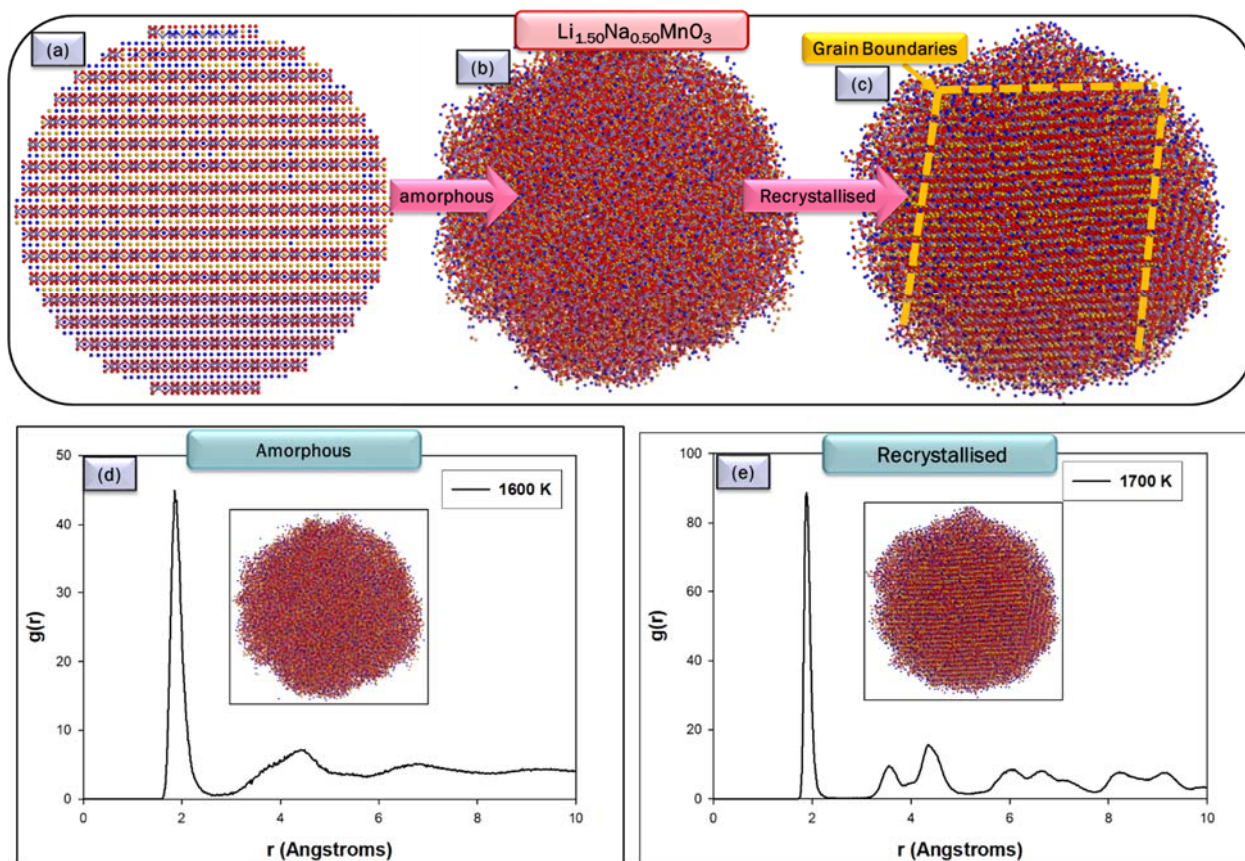 Li1.50Na0.50MnO3
(a)
(b)
Grain Boundaries
(c)
amorphous
Recrystallised
Amorphous
(d)
1600 K
50
40
30
20
10
0
g(r)
0 2 4 6 8 10
r (Angstroms)
Recrystallised
(e)
1700 K
100
80
60
40
20
0
g(r)
0 2 4 6 8 10
r (Angstroms)